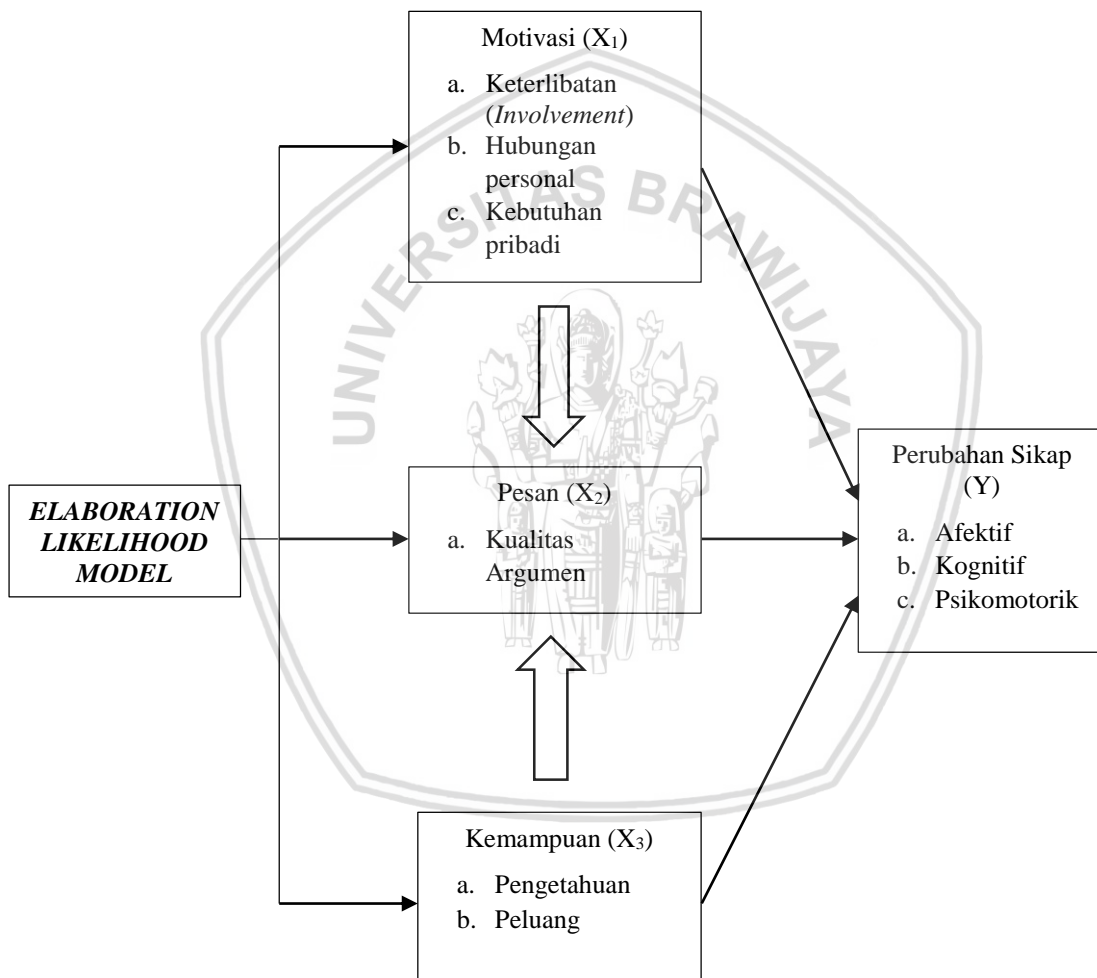 Motivasi (X₁)
a. Keterlibatan
(Involvement)
b. Hubungan
personal
c. Kebutuhan
pribadi
UNIVERSITAS BRAWIJAYA
ELABORATION
LIKELIHOOD
MODEL
Pesan (X₂)
a. Kualitas
Argumen
Perubahan Sikap
(Y)
a. Afektif
b. Kognitif
c. Psikomotorik
Kemampuan (X₃)
a. Pengetahuan
b. Peluang